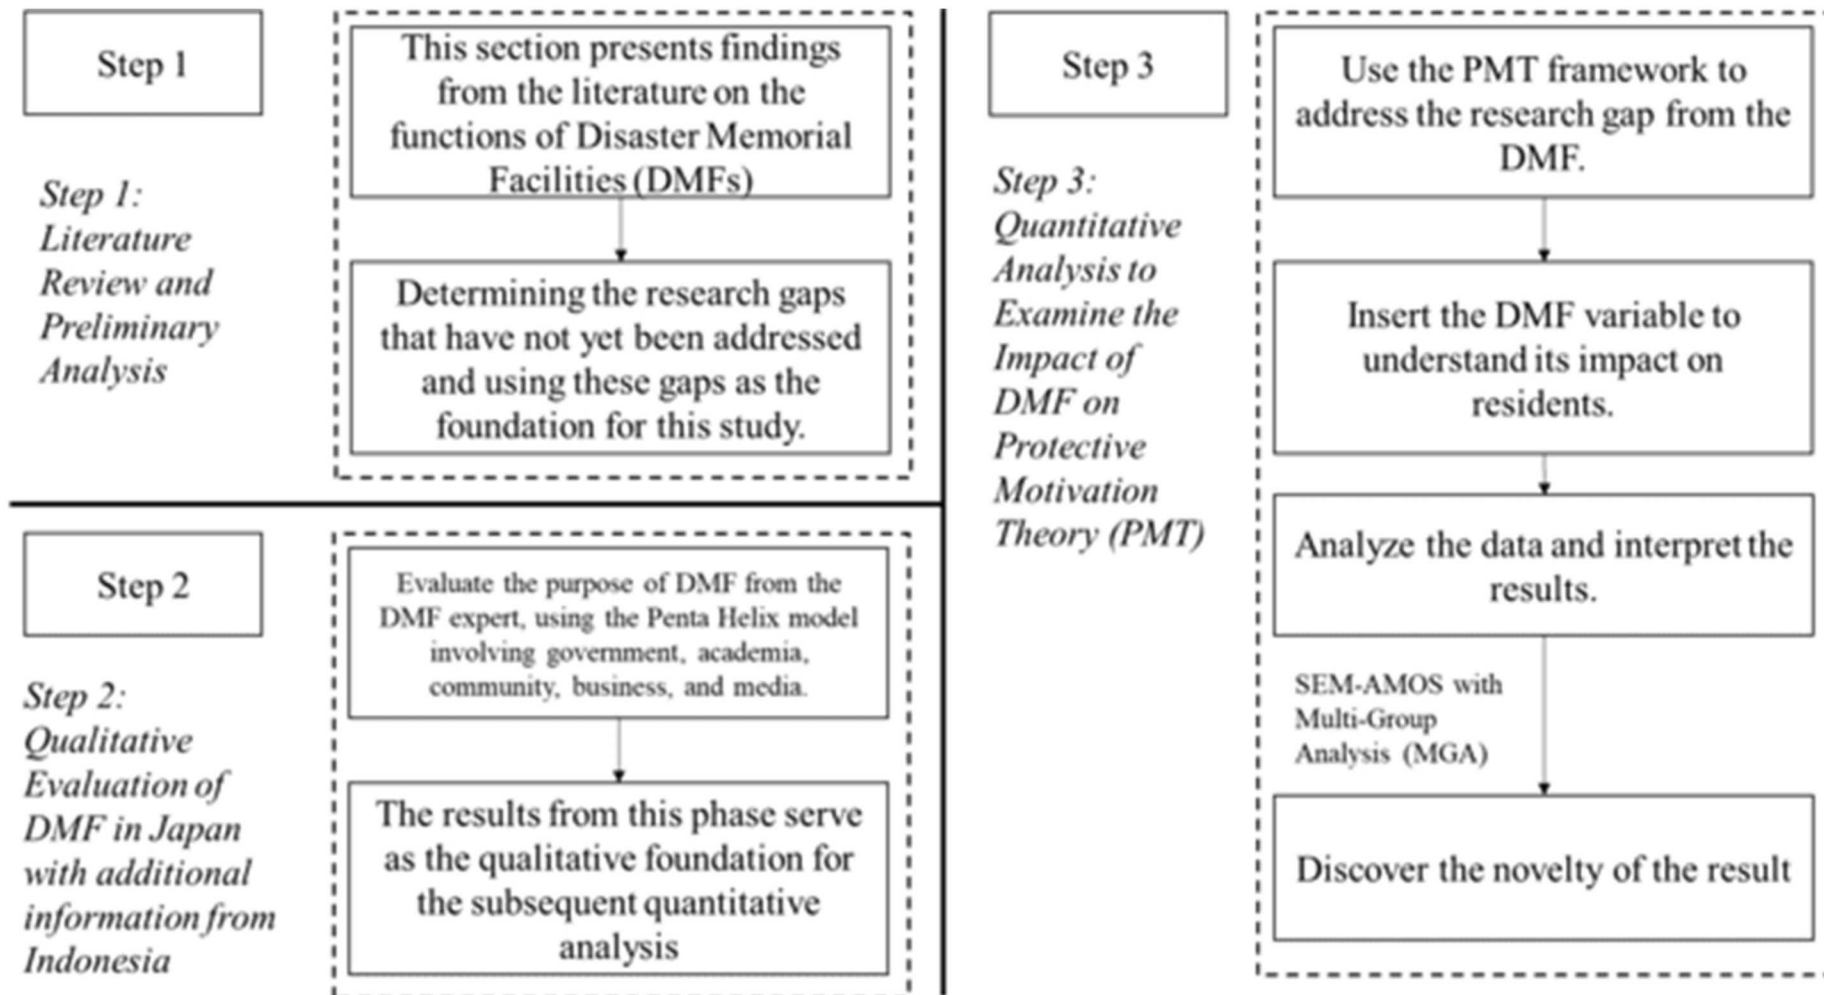 Step 1
Step 1:
Literature
Review and
Preliminary
Analysis
This section presents findings
from the literature on the
functions of Disaster Memorial
Facilities (DMFs)
Determining the research gaps
that have not yet been addressed
and using these gaps as the
foundation for this study.
Step 2
Step 2:
Qualitative
Evaluation of
DMF in Japan
with additional
information from
Indonesia
Evaluate the purpose of DMF from the
DMF expert, using the Penta Helix model
involving government, academia,
community, business, and media.
The results from this phase serve
as the qualitative foundation for
the subsequent quantitative
analysis
Step 3
Step 3:
Quantitative
Analysis to
Examine the
Impact of
DMF on
Protective
Motivation
Theory (PMT)
Use the PMT framework to
address the research gap from the
DMF.
Insert the DMF variable to
understand its impact on
residents.
Analyze the data and interpret the
results.
SEM-AMOS with
Multi-Group
Analysis (MGA)
Discover the novelty of the result